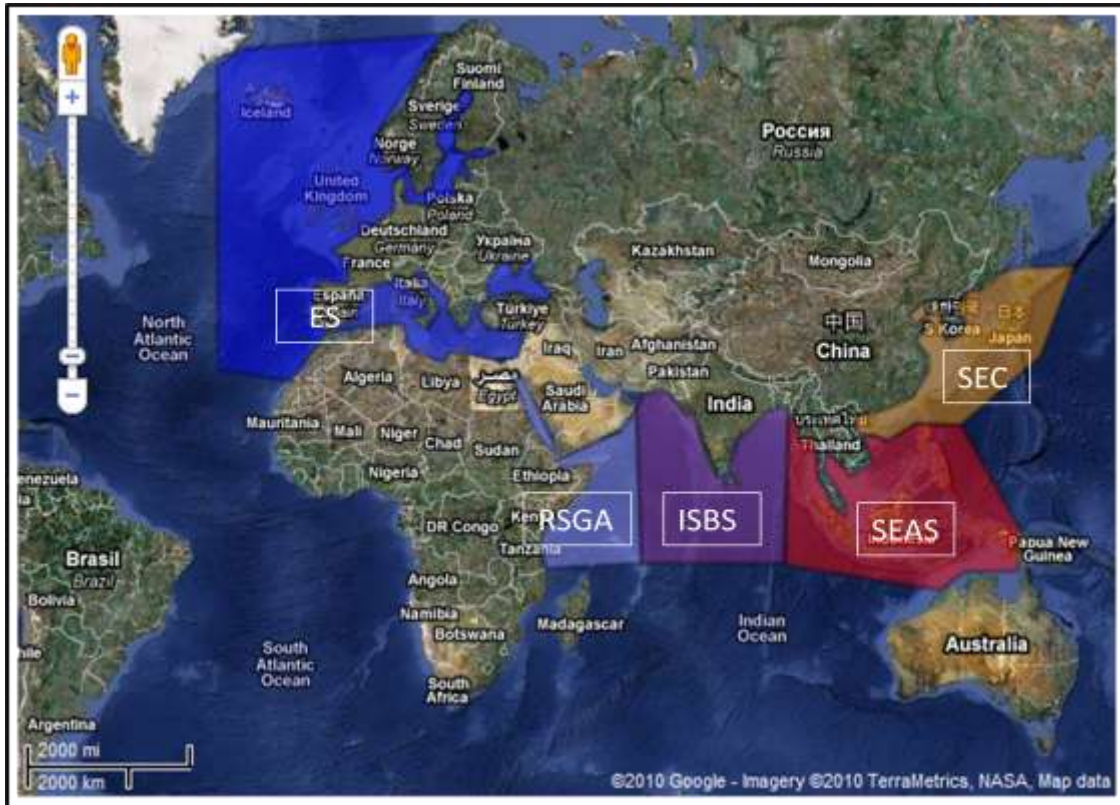 Iceland
Suomi
Finland
Sverige
Sweden
Norge
Norway
Россия
Russia
United
Kingdom
Polska
Poland
Deutschland
Germany
Україна
Ukraine
France
Kazakhstan
Mongolia
Italia
Italy
España
ES
Türkiye
Turkey
North
Atlantic
Ocean
中国
China
S Korea
日本
Japan
Iraq
Iran
Afghanistan
Pakistan
SEC
Algeria
Libya
مصر
Egypt
Saudi
Arabia
India
Mauritania
Mali
Niger
Chad
Sudan
Thailand
Nigeria
Ethiopia
RSGA
ISBS
SEAS
DR Congo
Tanzania
Papua New
Guinea
Brasil
Brazil
Angola
Bolivia
Namibia
Botswana
Madagascar
Indian
Ocean
Australia
South
Atlantic
Ocean
South
Africa
Argentina
2000 mi
2000 km
©2010 Google - Imagery ©2010 TerraMetrics, NASA, Map data